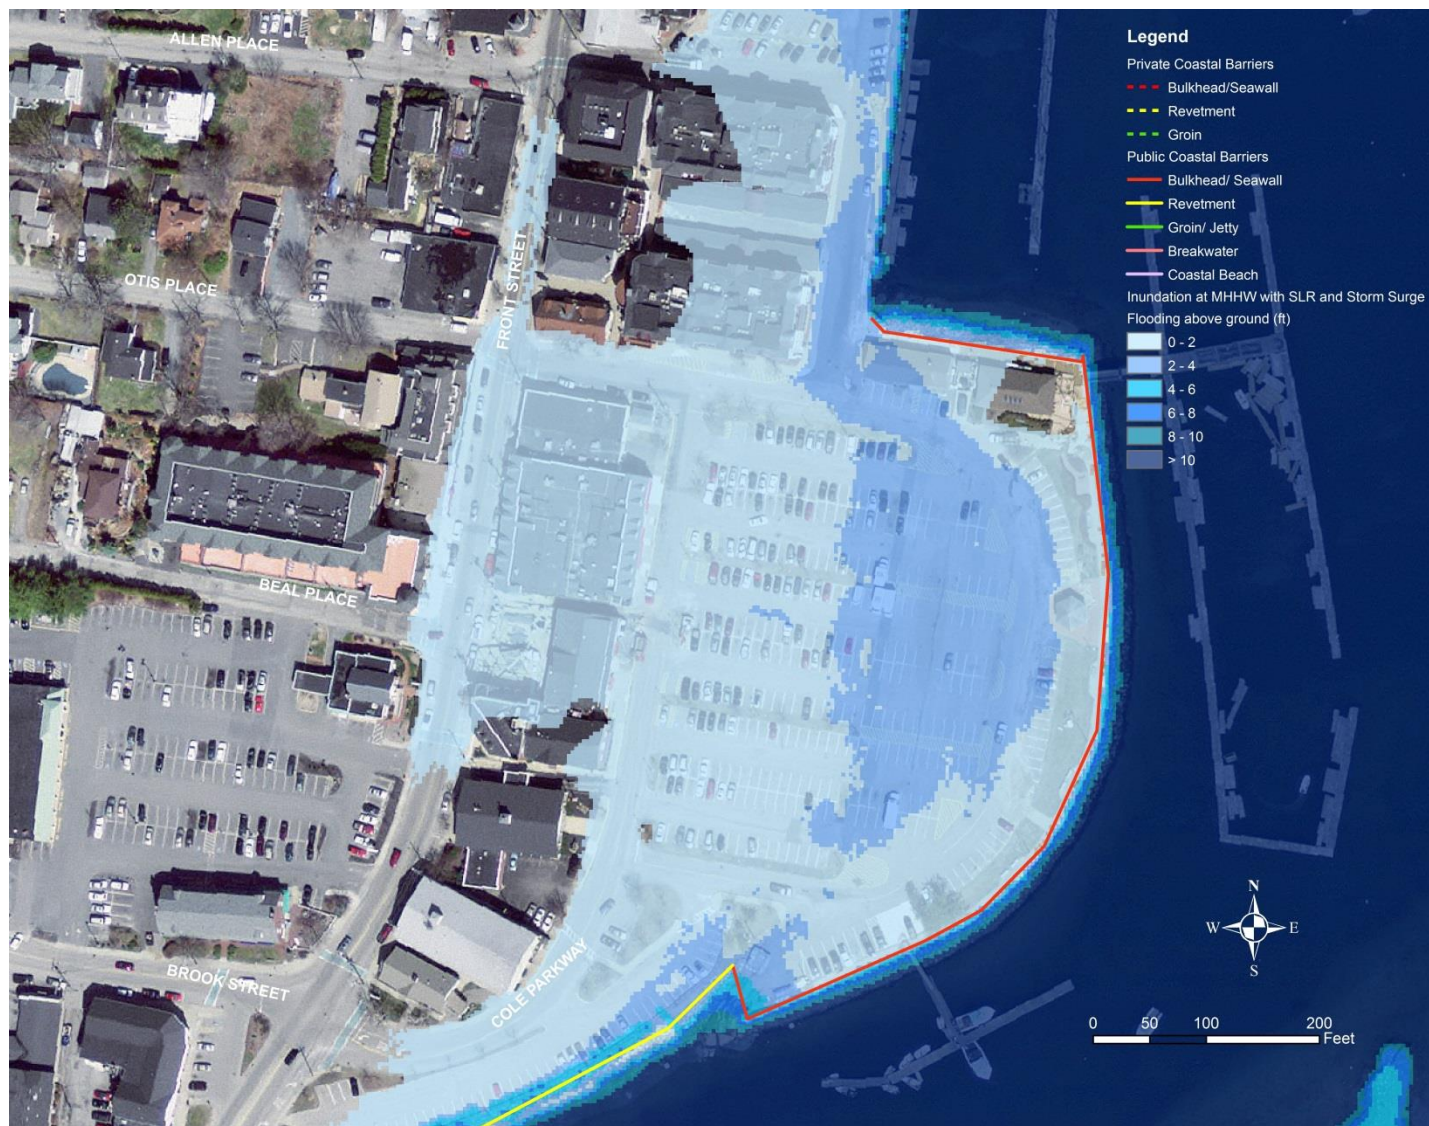 ALLEN PLACE
OTIS PLACE
FRONT STREET
BEAL PLACE
BROOK STREET
COLE PARKWAY
Legend
Private Coastal Barriers
Bulkhead/Seawall
Revetment
Groin
Public Coastal Barriers
Bulkhead/ Seawall
Revetment
Groin/ Jetty
Breakwater
Coastal Beach
Inundation at MHHW with SLR and Storm Surge
Flooding above ground (ft)
0 - 2
2 - 4
4 - 6
6 - 8
8 - 10
> 10
N
W E
S
0 50 100 200
Feet